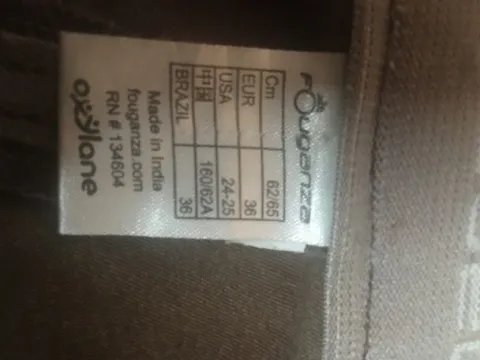 Fouganza
Cm 62/65
EUR 36
USA 24-25
中国 160/62A
BRAZIL 36
Made in India
fouganza.com
RN # 134604
oxylane